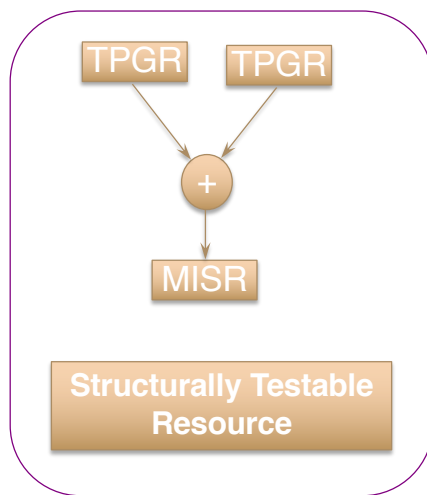 TPGR TPGR
+
MISR
Structurally Testable
Resource